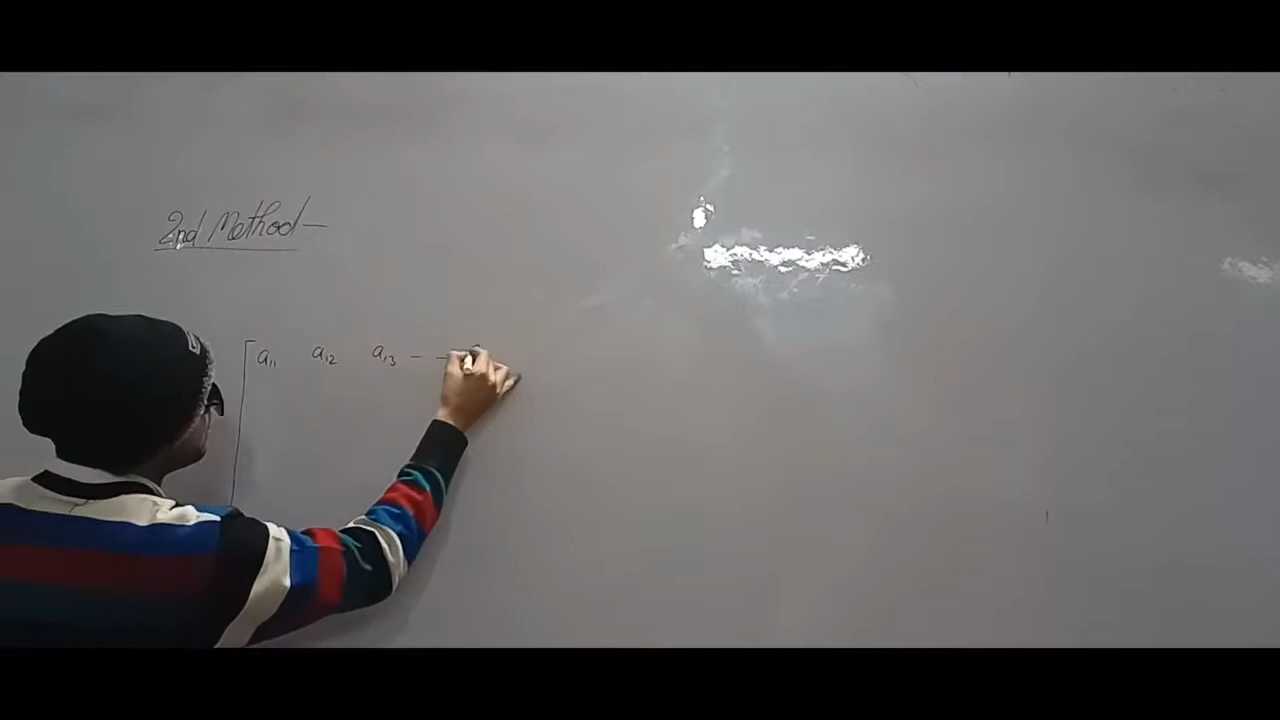 2nd Method -
[ a₁₁ a₁₂ a₁₃ - -